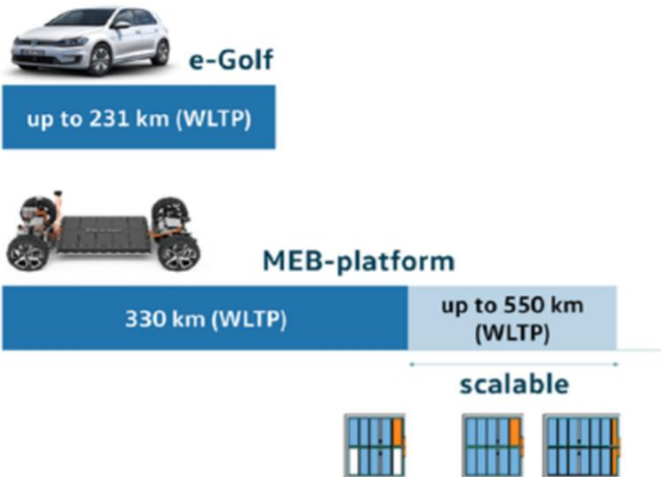 e-Golf
up to 231 km (WLTP)
MEB-platform
330 km (WLTP)
up to 550 km
(WLTP)
scalable